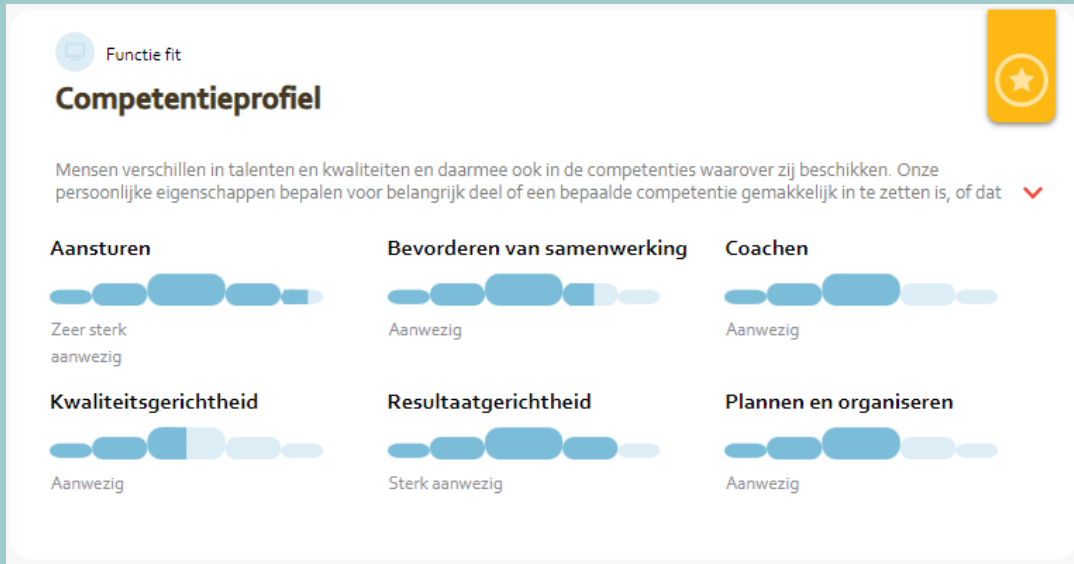 Functie fit
Competentieprofiel
Mensen verschillen in talenten en kwaliteiten en daarmee ook in de competenties waarover zij beschikken. Onze
persoonlijke eigenschappen bepalen voor belangrijk deel of een bepaalde competentie gemakkelijk in te zetten is, of dat
Aansturen
Zeer sterk
aanwezig
Bevorderen van samenwerking
Aanwezig
Coachen
Aanwezig
Kwaliteitsgerichtheid
Aanwezig
Resultaatgerichtheid
Sterk aanwezig
Plannen en organiseren
Aanwezig